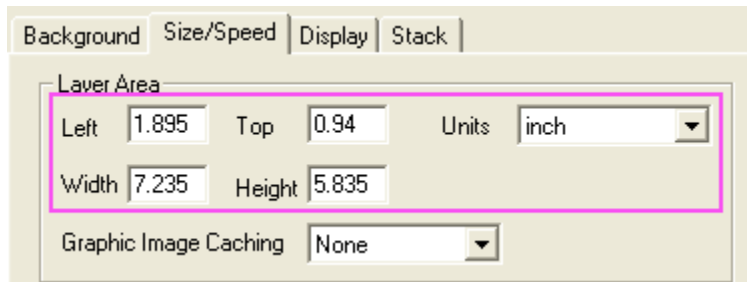 Background Size/Speed Display Stack
Layer Area
Left 1.895 Top 0.94 Units inch
Width 7.235 Height 5.835
Graphic Image Caching None